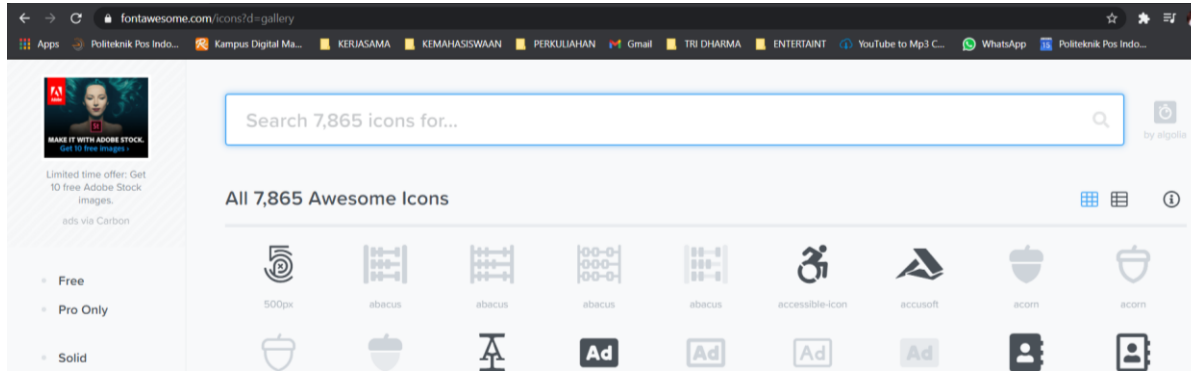 fontawesome.com/icons?d=gallery
Apps Politeknik Pos Indo... Kampus Digital Ma... KERJASAMA KEMAHASISWAAN PERKULIAHAN Gmail TRI DHARMA ENTERTAINT YouTube to Mp3 C... WhatsApp Politeknik Pos Indo...
Adobe
MAKE IT WITH ADOBE STOCK.
Get 10 free images ›
Limited time offer: Get
10 free Adobe Stock
images.
ads via Carbon
Search 7,865 icons for...
by algolia
All 7,865 Awesome Icons
Free
Pro Only
Solid
500px abacus abacus abacus abacus accessible-icon accusoft acorn acorn
Ad Ad Ad Ad